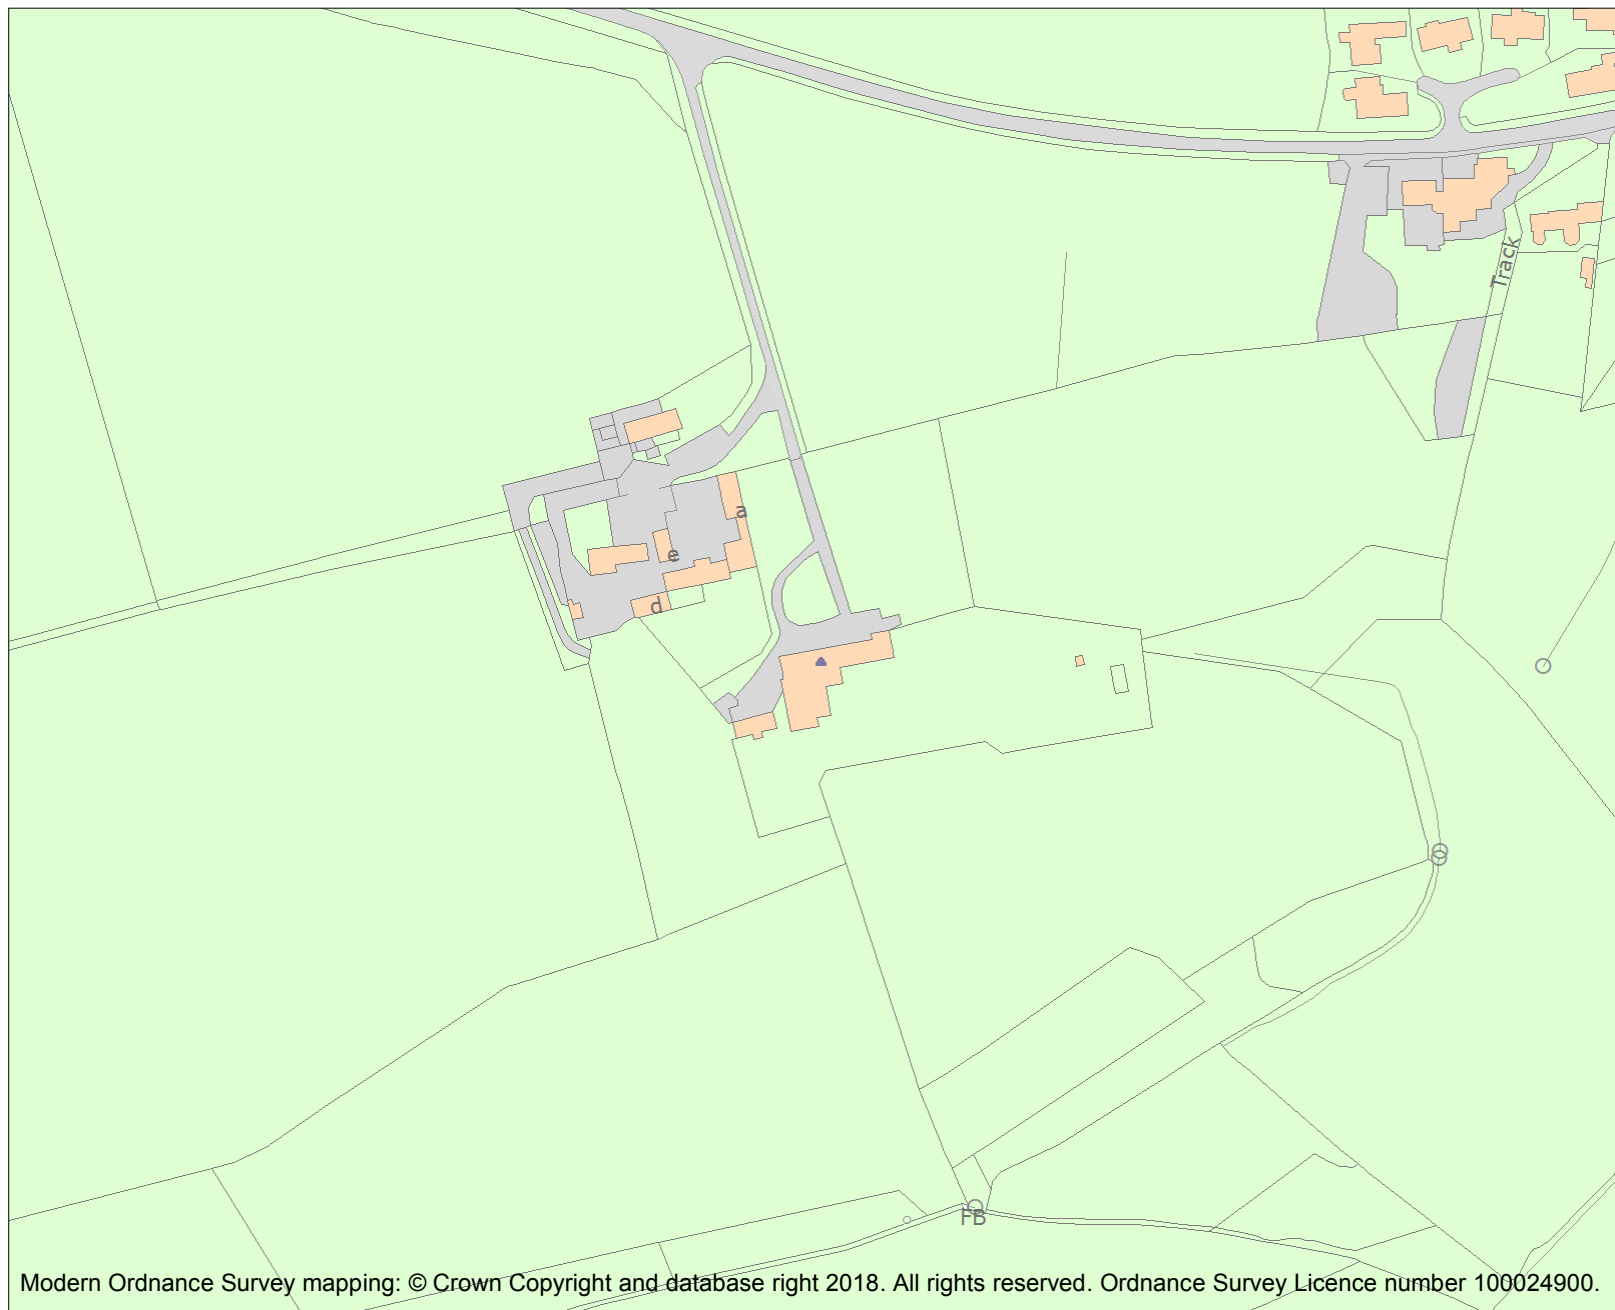 Track
a
e
d
FB
Modern Ordnance Survey mapping: © Crown Copyright and database right 2018. All rights reserved. Ordnance Survey Licence number 100024900.